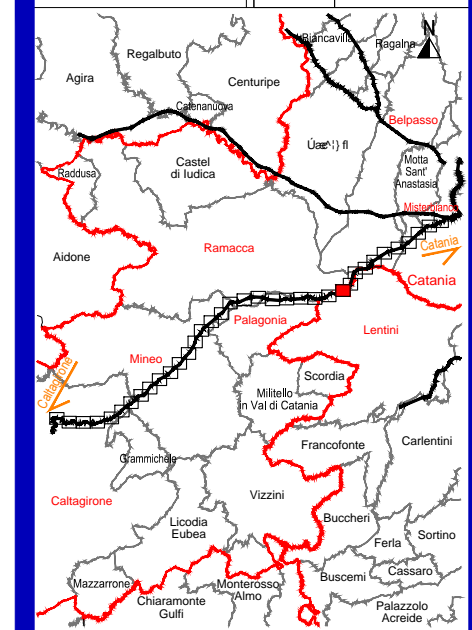 N
Biancavilla
Ragalna
Regalbuto
Agira
Centuripe
Catenanuova
Belpasso
Castel
di Iudica
Raddusa
Motta
Sant'
Anastasia
Misterbianco
Aidone
Ramacca
Catania
Catania
Palagonia
Lentini
Mineo
Scordia
Caltagirone
Militello
in Val di Catania
Francofonte
Carlentini
Grammichele
Caltagirone
Vizzini
Licodia
Eubea
Buccheri
Ferla
Sortino
Cassaro
Buscemi
Mazzarrone
Monterosso
Almo
Chiaramonte
Gulfi
Palazzolo
Acreide